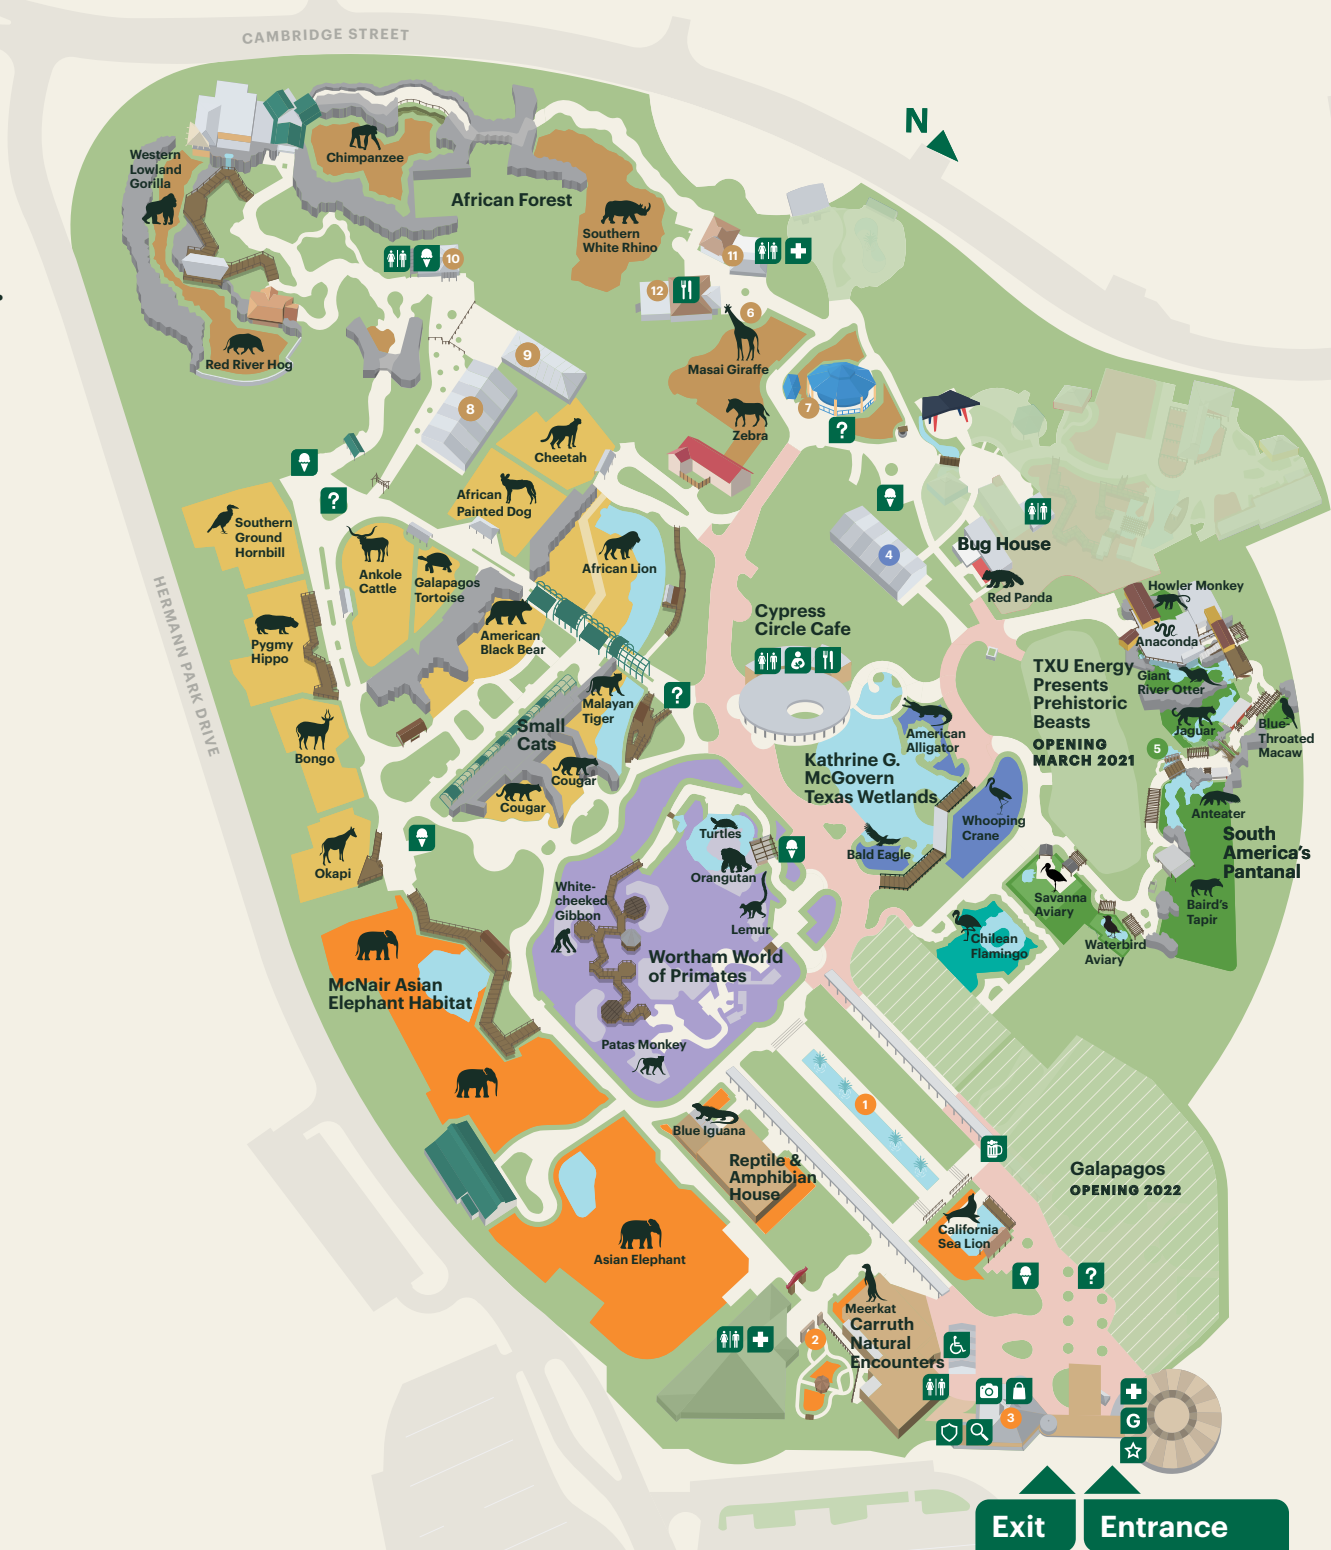 CAMBRIDGE STREET
N
Western
Lowland
Gorilla
Chimpanzee
African Forest
Southern
White Rhino
10
11
12
6
Red River Hog
Masai Giraffe
9
8
7
Zebra
?
Cheetah
African
Painted Dog
?
Southern
Ground
Hornbill
Ankole
Cattle
Galapagos
Tortoise
African Lion
4
Bug House
Red Panda
HERMANN PARK DRIVE
Pygmy
Hippo
American
Black Bear
Cypress
Circle Cafe
Howler Monkey
Anaconda
Giant
River Otter
Jaguar
Blue-
Throated
Macaw
5
Anteater
South
America's
Pantanal
Baird's
Tapir
TXU Energy
Presents
Prehistoric
Beasts
OPENING
MARCH 2021
?
Malayan
Tiger
Small
Cats
Cougar
Cougar
Bongo
Okapi
American
Alligator
Kathrine G.
McGovern
Texas Wetlands
Whooping
Crane
Bald Eagle
Turtles
Orangutan
White-
cheeked
Gibbon
Lemur
Wortham World
of Primates
Patas Monkey
Savanna
Aviary
Waterbird
Aviary
Chilean
Flamingo
McNair Asian
Elephant Habitat
1
Blue Iguana
Reptile &
Amphibian
House
Galapagos
OPENING 2022
California
Sea Lion
?
Asian Elephant
Meerkat
Carruth
Natural
Encounters
2
3
G
Exit
Entrance